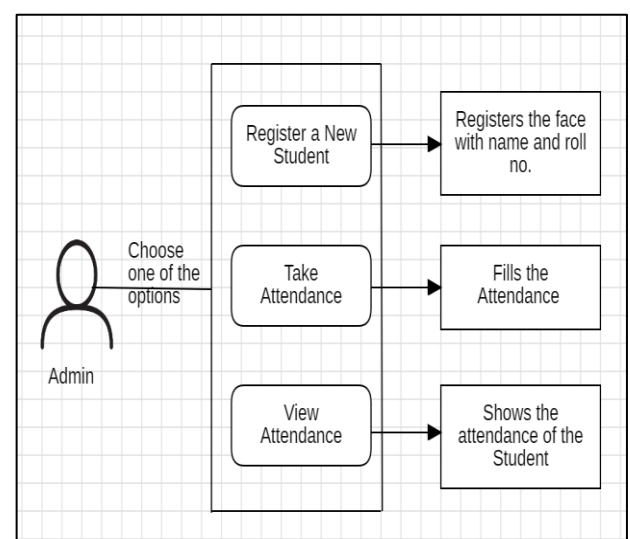 Choose
one of the
options
Admin
Register a New
Student
Registers the face
with name and roll
no.
Take
Attendance
Fills the
Attendance
View
Attendance
Shows the
attendance of the
Student